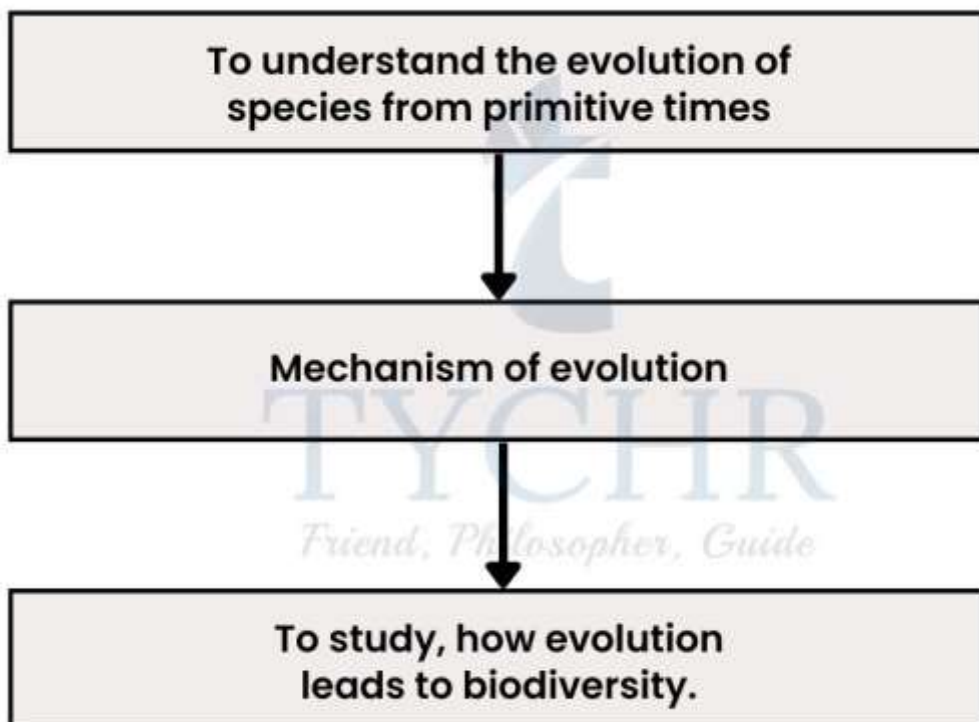 To understand the evolution of
species from primitive times
Mechanism of evolution
TYCHR
Friend, Philosopher, Guide
To study, how evolution
leads to biodiversity.